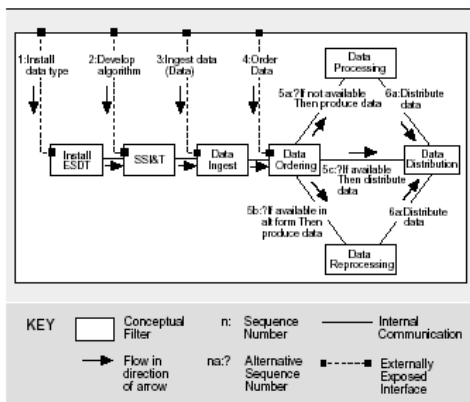 1:Install
data type
2:Develop
algorithm
3:Ingest data
(Data)
4:Order
Data
Data
Processing
5a:?If not available
Then produce data
6a:Distribute
data
Install
ESDT
SSI&T
Data
Ingest
Data
Ordering
Data
Distribution
5c:?If available
Then distribute
data
5b:?If available in
alt form Then
produce data
6a:Distribute
data
Data
Reprocessing
KEY
Conceptual
Filter
n:
Sequence
Number
Internal
Communication
Flow in
direction
of arrow
na:?
Alternative
Sequence
Number
Externally
Exposed
Interface